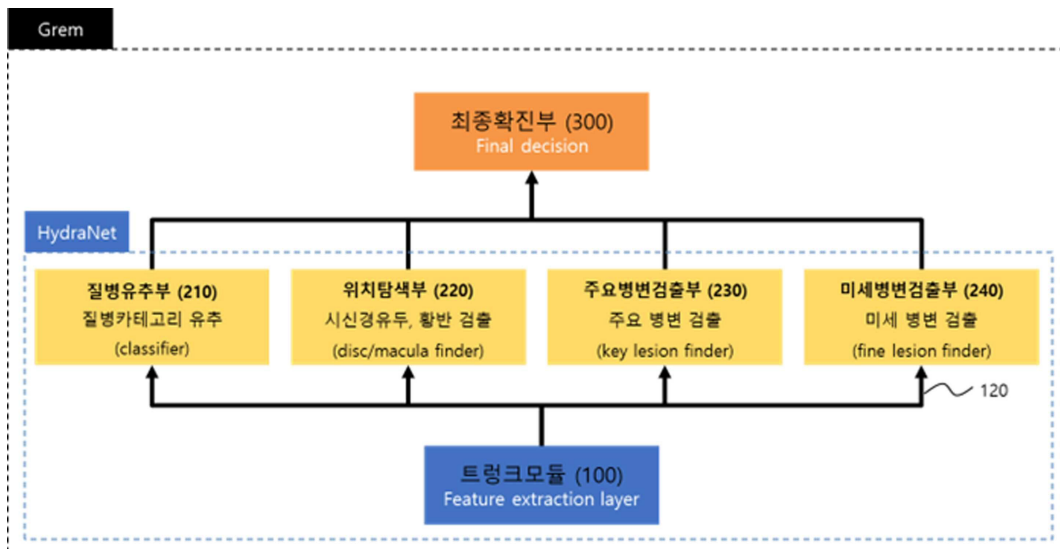 Grem
최종확진부 (300)
Final decision
HydraNet
질병유추부 (210)
질병카테고리 유추
(classifier)
위치탐색부 (220)
시신경유두, 황반 검출
(disc/macula finder)
주요병변검출부 (230)
주요 병변 검출
(key lesion finder)
미세병변검출부 (240)
미세 병변 검출
(fine lesion finder)
120
트렁크모듈 (100)
Feature extraction layer